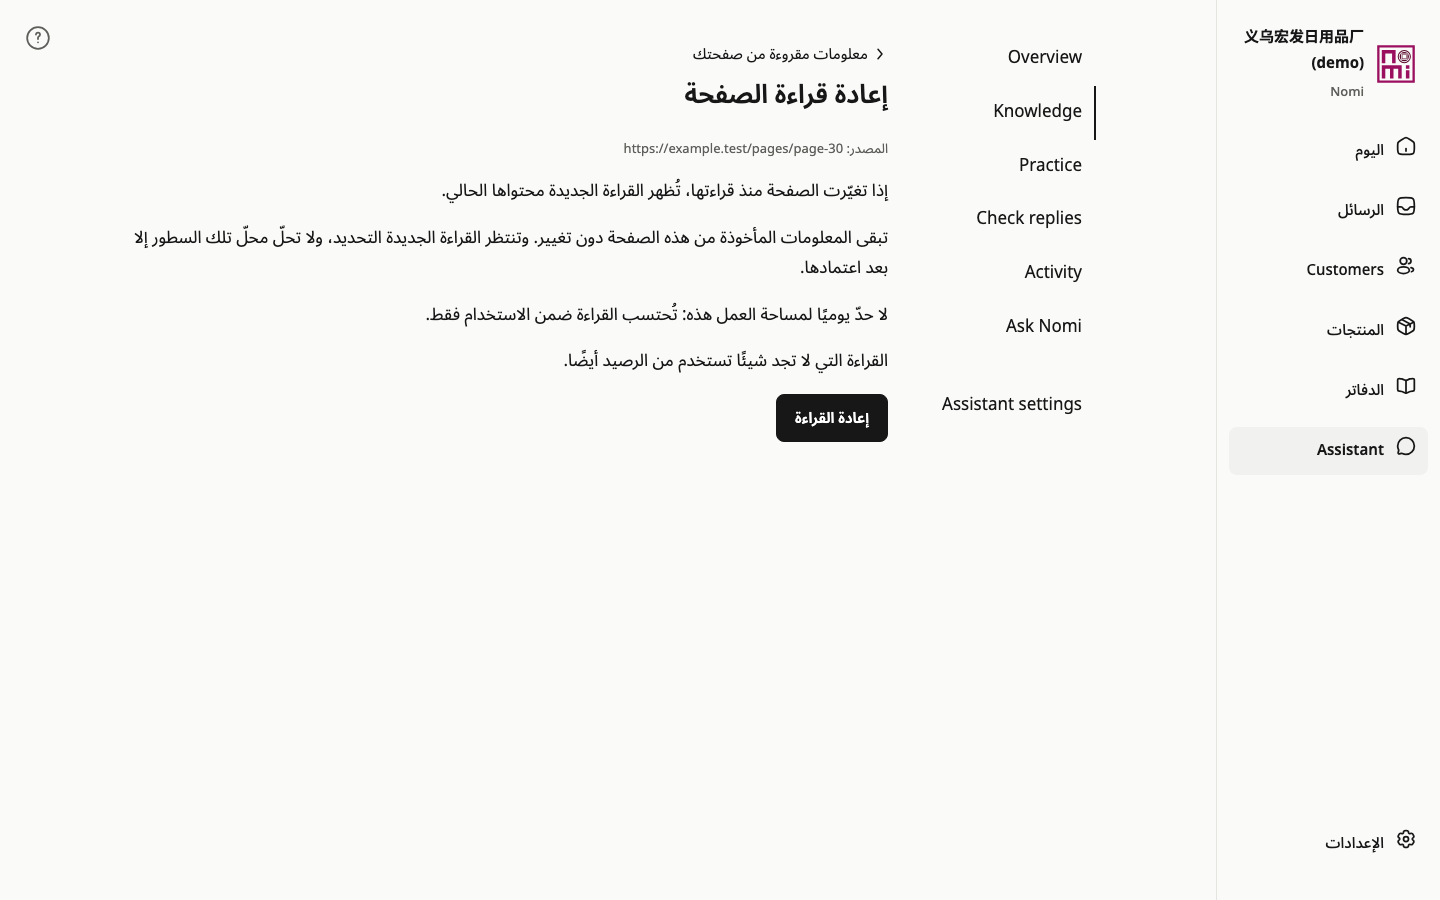 义乌宏发日用品厂
(demo)
Nomi
اليوم
الرسائل
Customers
المنتجات
الدفاتر
Assistant
الإعدادات
Overview
Knowledge
Practice
Check replies
Activity
Ask Nomi
Assistant settings
معلومات مقروءة من صفحتك
إعادة قراءة الصفحة
المصدر: https://example.test/pages/page-30
إذا تغيّرت الصفحة منذ قراءتها، تُظهر القراءة الجديدة محتواها الحالي.
تبقى المعلومات المأخوذة من هذه الصفحة دون تغيير. وتنتظر القراءة الجديدة التحديد، ولا تحلّ محلّ تلك السطور إلا
بعد اعتمادها.
لا حدّ يوميًا لمساحة العمل هذه: تُحتسب القراءة ضمن الاستخدام فقط.
القراءة التي لا تجد شيئًا تستخدم من الرصيد أيضًا.
إعادة القراءة